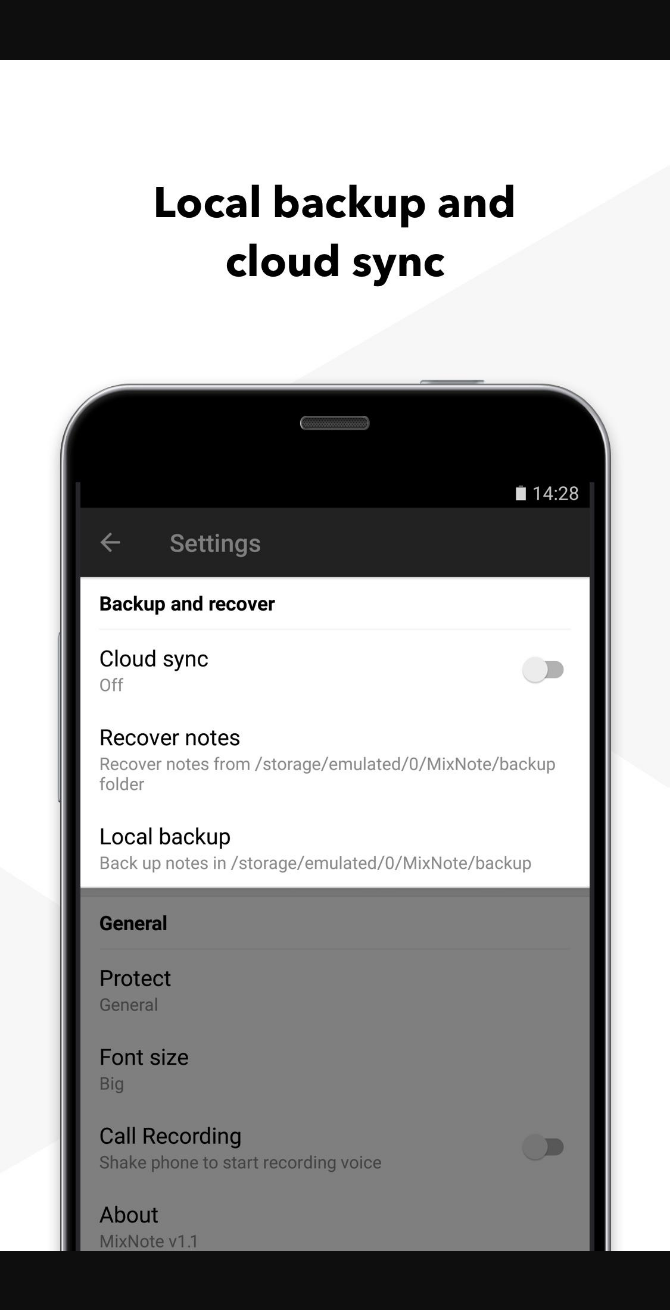 Local backup and
cloud sync
14:28
Settings
Backup and recover
Cloud sync
Off
Recover notes
Recover notes from /storage/emulated/0/MixNote/backup
folder
Local backup
Back up notes in /storage/emulated/0/MixNote/backup
General
Protect
General
Font size
Big
Call Recording
Shake phone to start recording voice
About
MixNote v1.1